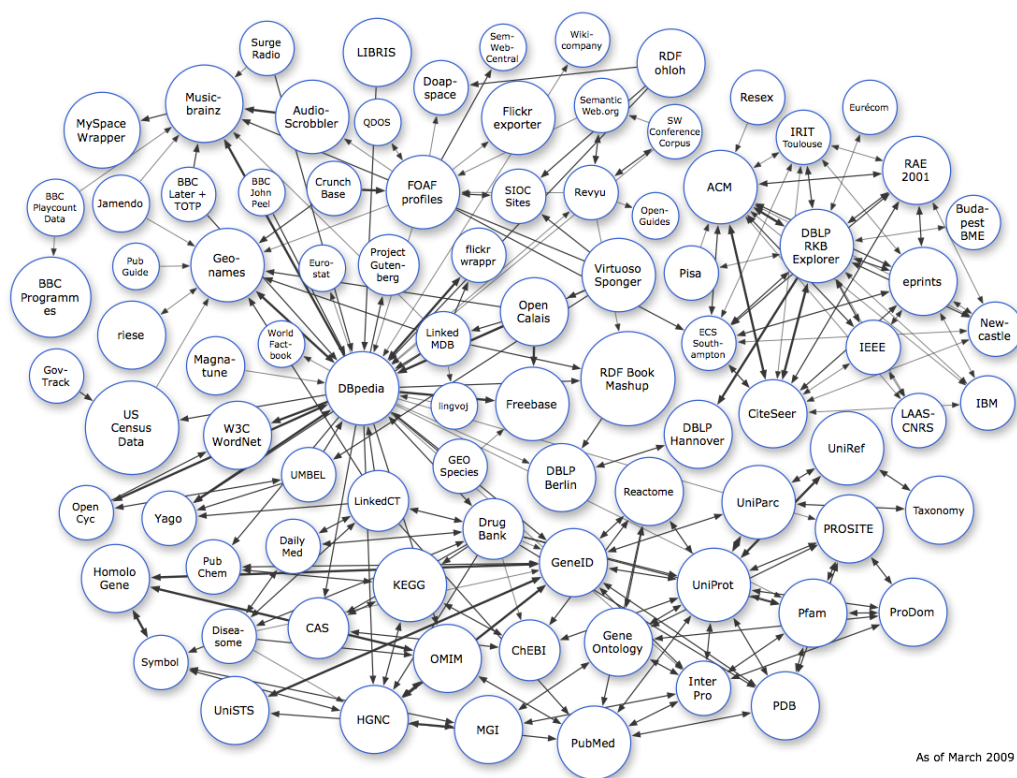 Surge
Radio
LIBRIS
Sem-
Web-
Central
Wiki-
company
RDF
ohloh
Doap-
space
Music-
brainz
Audio-
Scrobbler
QDOS
Flickr
exporter
Semantic
Web.org
Resex
Eurécom
MySpace
Wrapper
SW
Conference
Corpus
IRIT
Toulouse
RAE
2001
BBC
Playcount
Data
Jamendo
BBC
Later +
TOTP
BBC
John
Peel
Crunch
Base
FOAF
profiles
SIOC
Sites
Revyu
ACM
Open-
Guides
Buda-
pest
BME
DBLP
RKB
Explorer
Pub
Guide
Geo-
names
Euro-
stat
Project
Guten-
berg
flickr
wrappr
Virtuoso
Sponger
Pisa
eprints
BBC
Programm
es
riese
World
Fact-
book
Linked
MDB
Open
Calais
ECS
South-
ampton
IEEE
New-
castle
Gov-
Track
Magna-
tune
DBpedia
RDF Book
Mashup
US
Census
Data
W3C
WordNet
lingvoj
Freebase
CiteSeer
LAAS-
CNRS
IBM
DBLP
Hannover
UMBEL
GEO
Species
DBLP
Berlin
UniRef
Open
Cyc
Yago
LinkedCT
Reactome
UniParc
Taxonomy
Daily
Med
Drug
Bank
PROSITE
Homolo
Gene
Pub
Chem
KEGG
GeneID
UniProt
Pfam
ProDom
Disea-
some
CAS
Symbol
OMIM
ChEBI
Gene
Ontology
Inter
Pro
UniSTS
HGNC
MGI
PubMed
PDB
As of March 2009